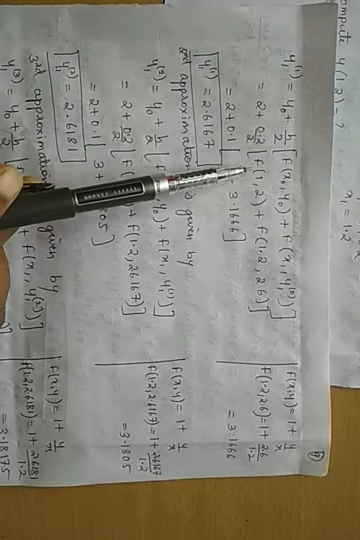 compute y(1.2) = ?
x₁ = 1.2
y₁⁽¹⁾ = y₀ + h/2 [f(x₀, y₀) + f(x₁, y₁⁽⁰⁾)]
= 2 + 0.2/2 [f(1, 2) + f(1.2, 2.6)]
= 2 + 0.1 3.1666]
y₁⁽¹⁾ = 2.6167
f(x, y) = 1 + y/x
f(1.2, 2.6) = 1 + 2.6/1.2
= 3.1666
2nd approximation is given by
y₁⁽²⁾ = y₀ + h/2 [ y₀) + f(x₁, y₁⁽¹⁾)]
= 2 + 0.2/2 [f( ) + f(1.2, 2.6167)]
= 2 + 0.1 [3 + 805]
y₁⁽²⁾ = 2.6181
f(x, y) = 1 + y/x
f(1.2, 2.6167) = 1 + 2.6167/1.2
= 3.1805
3rd approximation given by
y₁⁽³⁾ = y₀ + h/2 [ + f(x₁, y₁⁽²⁾)]
f(x, y) = 1 + y/x
f(1.2, 2.6181) = 1 + 2.681/1.2
= 3.18175